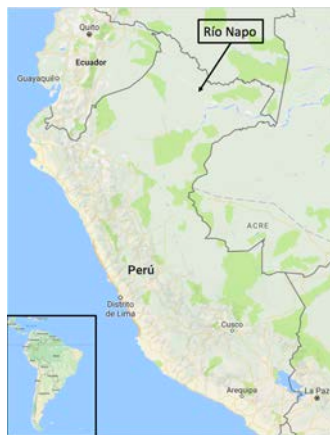 Río Napo
Quito
Ecuador
Guayaquil
ACRE
Perú
Distrito
de Lima
Cusco
Arequipa
La Paz